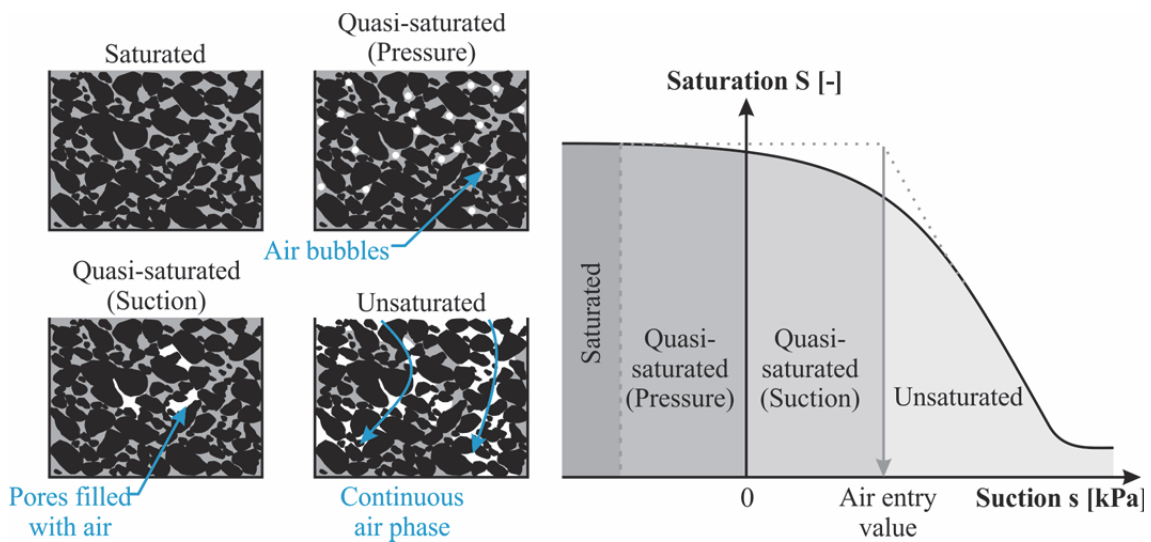 Saturated
Quasi-saturated
(Pressure)
Air bubbles
Quasi-saturated
(Suction)
Unsaturated
Pores filled
with air
Continuous
air phase
Saturation S [-]
Saturated
Quasi-
saturated
(Pressure)
Quasi-
saturated
(Suction)
Unsaturated
0
Air entry
value
Suction s [kPa]